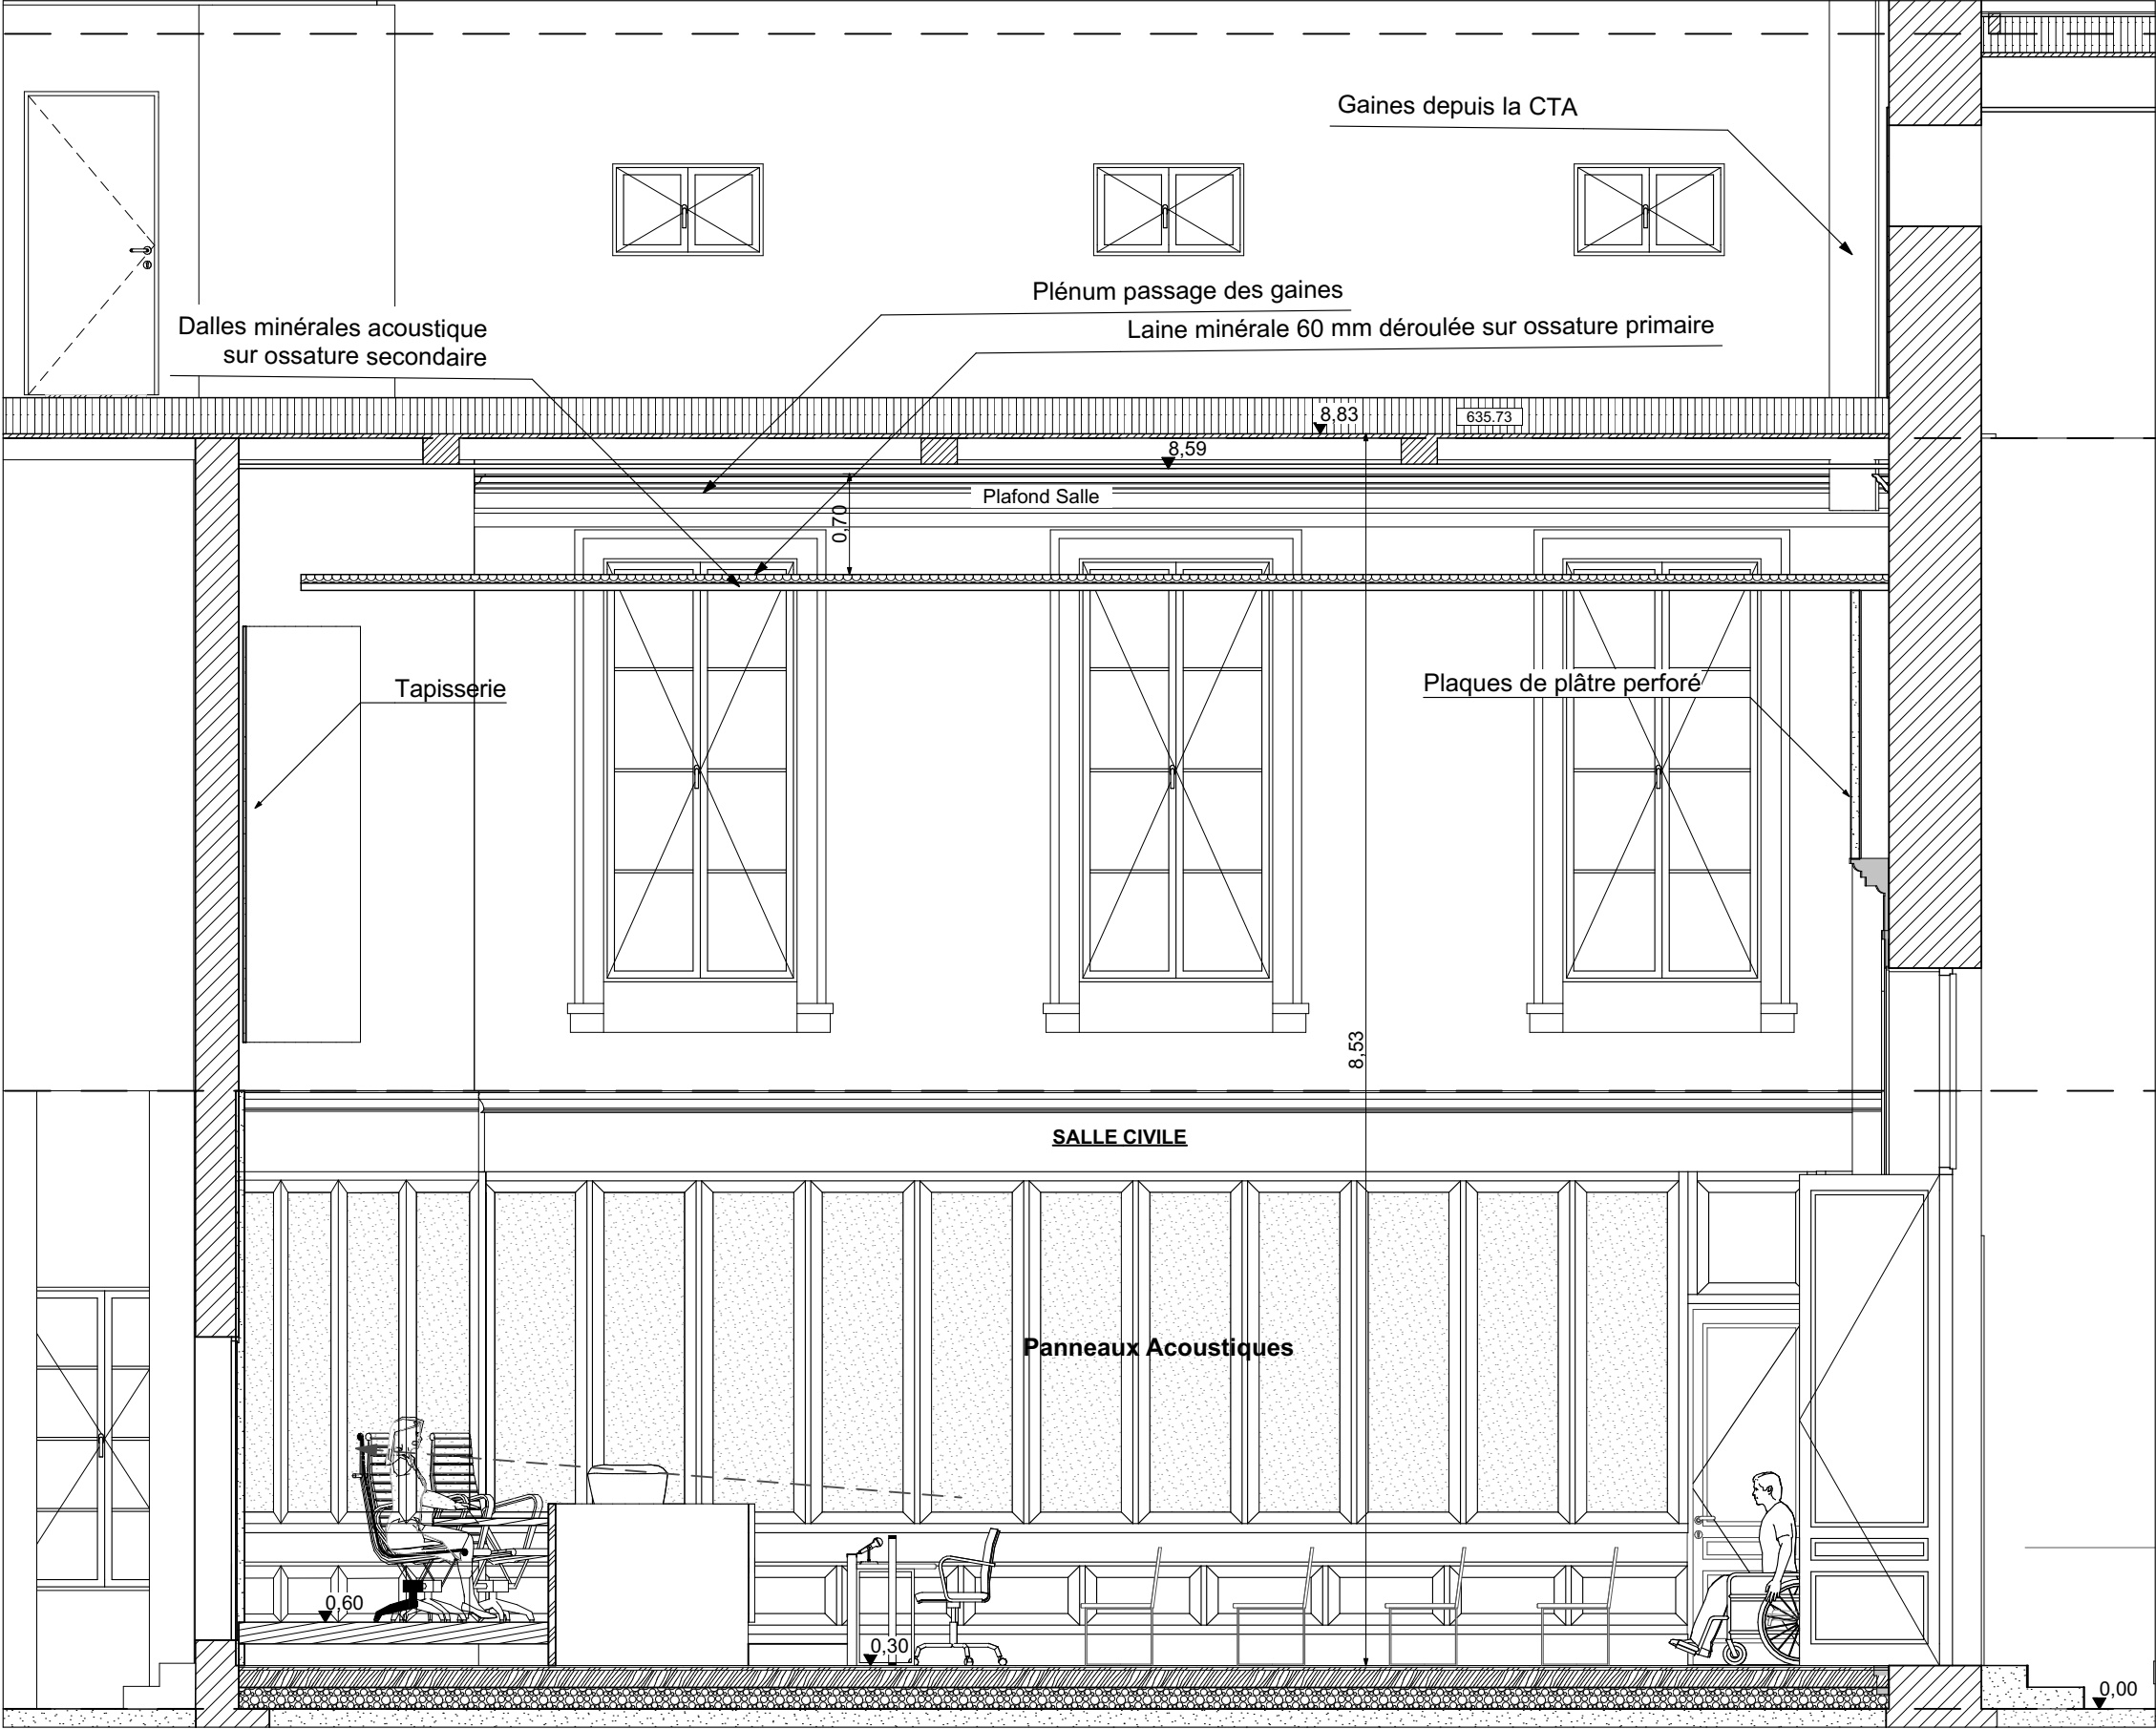 Gaines depuis la CTA
Plénum passage des gaines
Dalles minérales acoustique
sur ossature secondaire
Laine minérale 60 mm déroulée sur ossature primaire
8,83
635.73
8,59
Plafond Salle
0,70
Tapisserie
Plaques de plâtre perforé
8,53
SALLE CIVILE
Panneaux Acoustiques
0,60
0,30
0,00